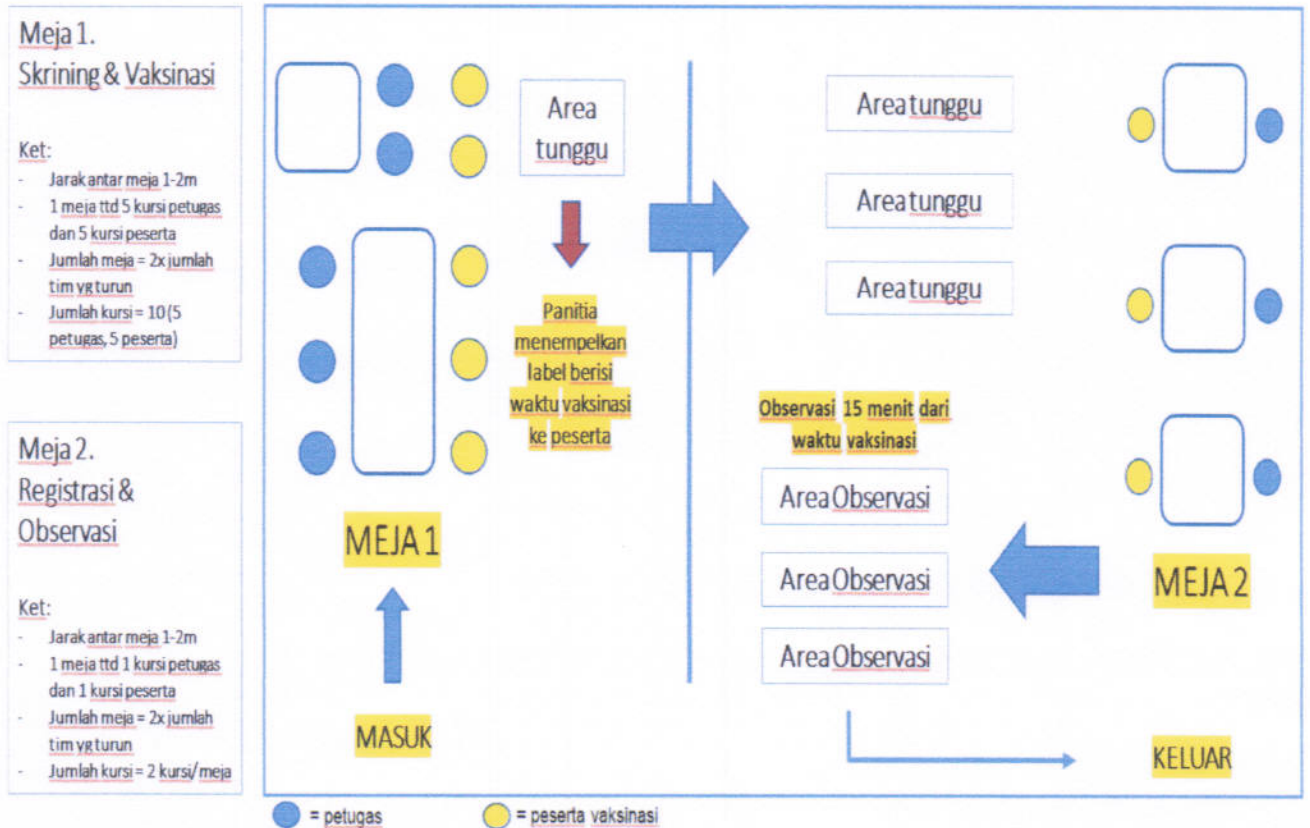 Meja 1.
Skrining & Vaksinasi
Ket:
- Jarak antar meja 1-2m
- 1 meja ttd 5 kursi petugas
dan 5 kursi peserta
- Jumlah meja = 2x jumlah
tim yg turun
- Jumlah kursi = 10 (5
petugas, 5 peserta)
Meja 2.
Registrasi &
Observasi
Ket:
- Jarak antar meja 1-2m
- 1 meja ttd 1 kursi petugas
dan 1 kursi peserta
- Jumlah meja = 2x jumlah
tim yg turun
- Jumlah kursi = 2 kursi/meja
Area
tunggu
Panitia
menempelkan
label berisi
waktu vaksinasi
ke peserta
MEJA 1
MASUK
Area tunggu
Area tunggu
Area tunggu
Observasi 15 menit dari
waktu vaksinasi
Area Observasi
Area Observasi
Area Observasi
MEJA 2
KELUAR
= petugas
= peserta vaksinasi